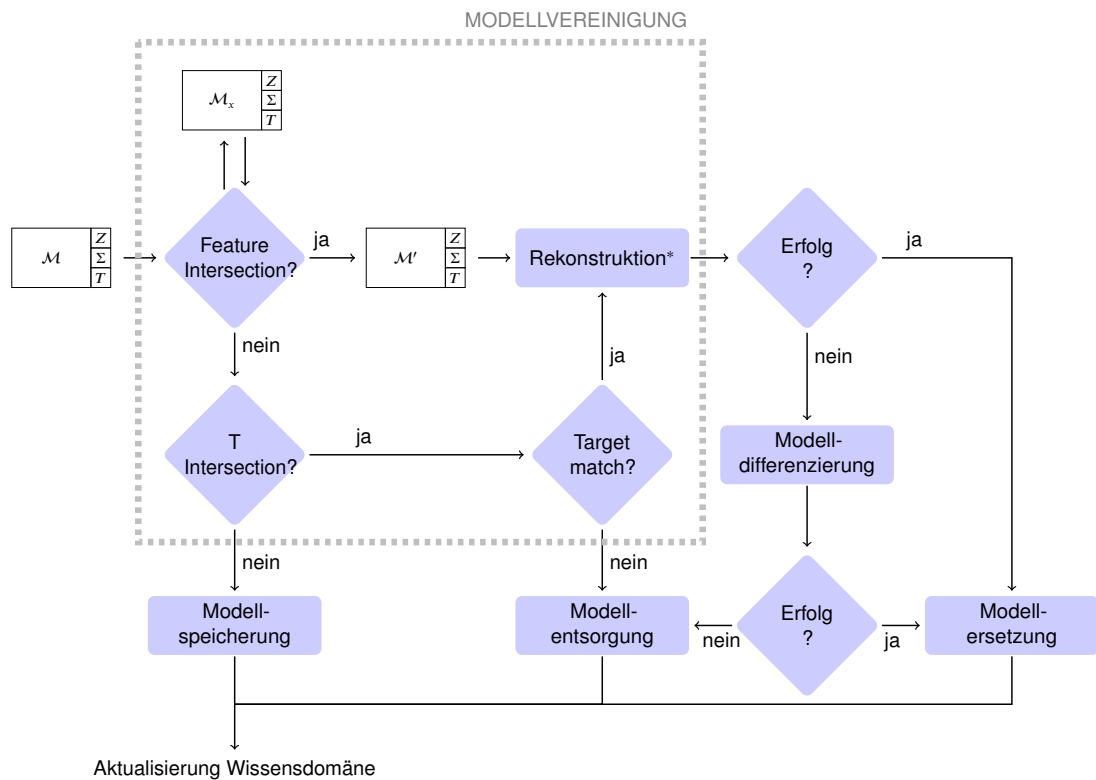 MODELLVEREINIGUNG
ℳₓ
Z
Σ
T
ℳ
Z
Σ
T
Feature
Intersection?
ja
ℳ′
Z
Σ
T
Rekonstruktion*
Erfolg
?
ja
nein
ja
nein
T
Intersection?
ja
Target
match?
Modell-
differenzierung
nein
nein
Modell-
speicherung
Modell-
entsorgung
nein
Erfolg
?
ja
Modell-
ersetzung
Aktualisierung Wissensdomäne